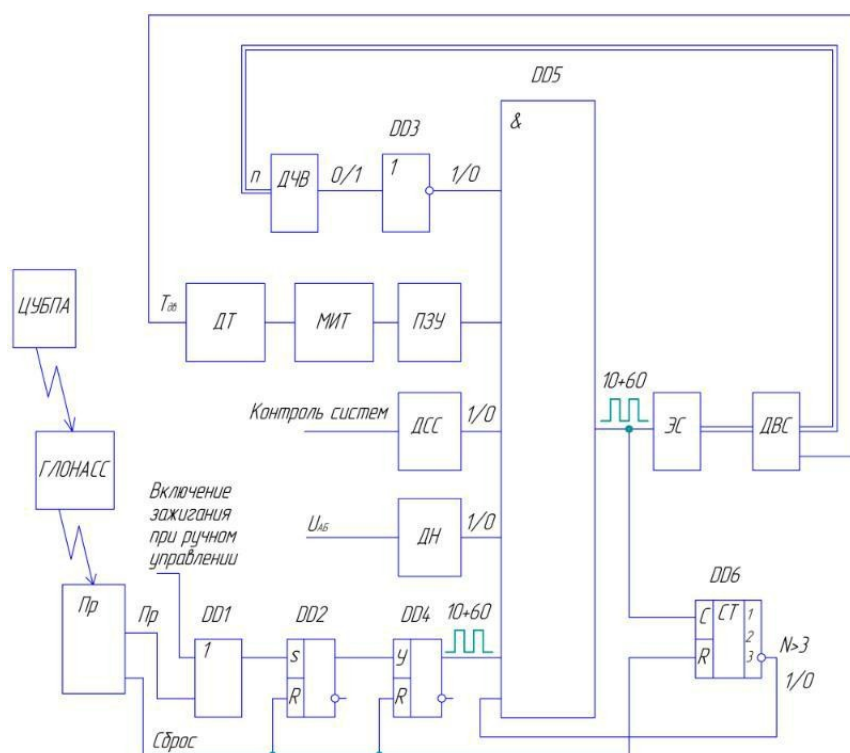 DD5
&
DD3
п
ДЧВ
0/1
1
1/0
ЦУБПА
Tдв
ДТ
МИТ
ПЗУ
10+60
Контроль систем
ДСС
1/0
ЭС
ДВС
ГЛОНАСС
Включение
зажигания
при ручном
управлении
UАБ
ДН
1/0
DD6
Пр
Пр
DD1
DD2
DD4
10+60
C
CT
1
2
3
R
N>3
1/0
1
S
R
У
R
Сброс